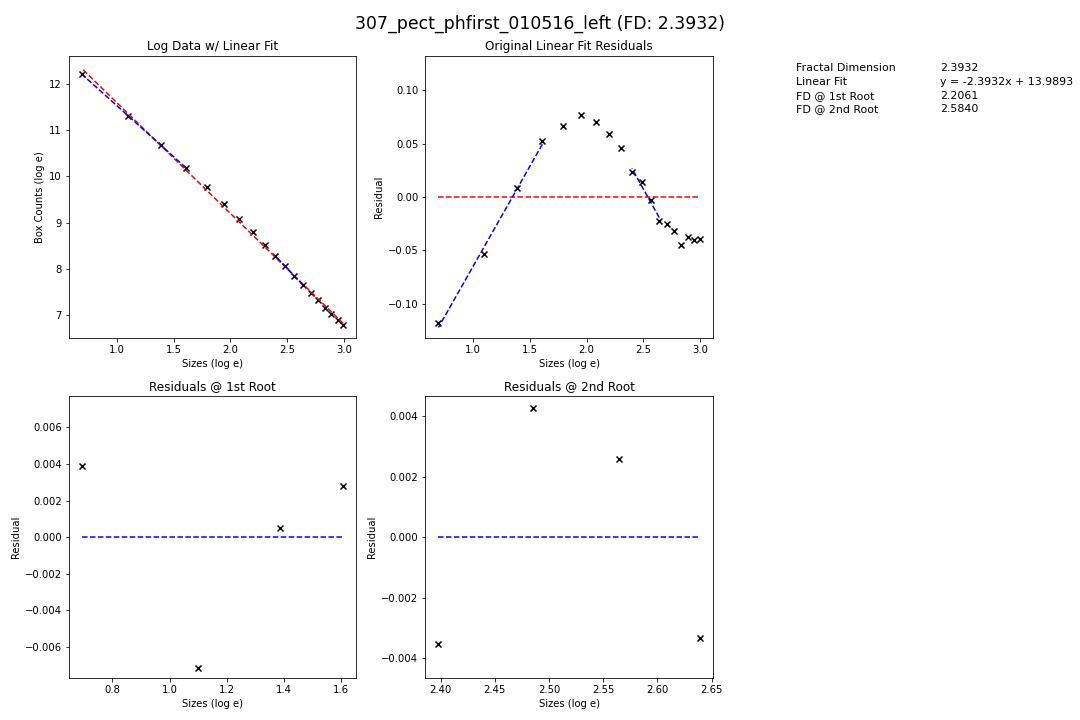 307_pect_phfirst_010516_left (FD: 2.3932)
Log Data w/ Linear Fit
12
11
10
9
8
7
Box Counts (log e)
1.0 1.5 2.0 2.5 3.0
Sizes (log e)
Original Linear Fit Residuals
0.10
0.05
0.00
−0.05
−0.10
Residual
1.0 1.5 2.0 2.5 3.0
Sizes (log e)
Fractal Dimension 2.3932
Linear Fit y = -2.3932x + 13.9893
FD @ 1st Root 2.2061
FD @ 2nd Root 2.5840
Residuals @ 1st Root
0.006
0.004
0.002
0.000
−0.002
−0.004
−0.006
Residual
0.8 1.0 1.2 1.4 1.6
Sizes (log e)
Residuals @ 2nd Root
0.004
0.002
0.000
−0.002
−0.004
Residual
2.40 2.45 2.50 2.55 2.60 2.65
Sizes (log e)